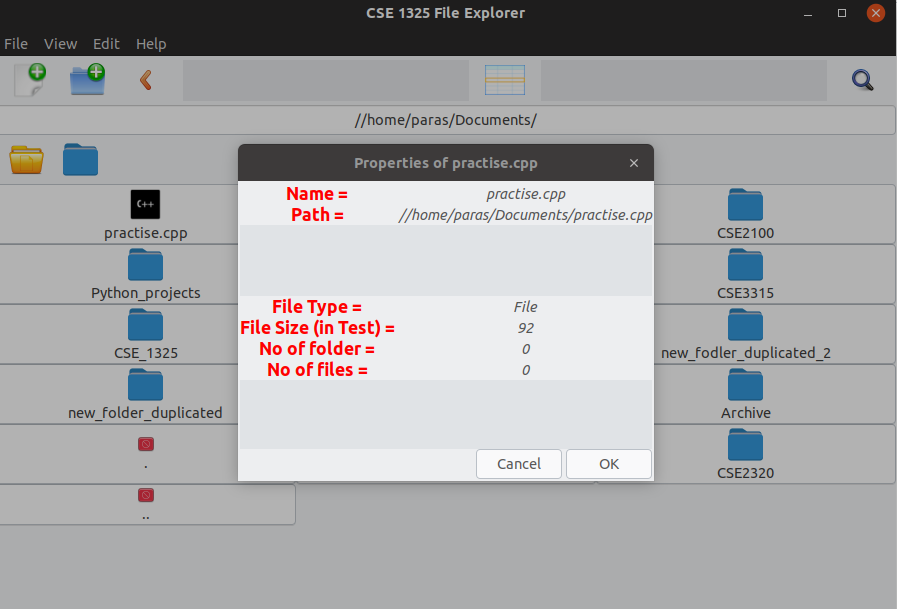 CSE 1325 File Explorer
File View Edit Help
//home/paras/Documents/
Properties of practise.cpp
Name = practise.cpp
Path = //home/paras/Documents/practise.cpp
File Type = File
File Size (in Test) = 92
No of folder = 0
No of files = 0
Cancel OK
C++
practise.cpp
CSE2100
Python_projects
CSE3315
CSE_1325
new_fodler_duplicated_2
new_folder_duplicated
Archive
.
CSE2320
..